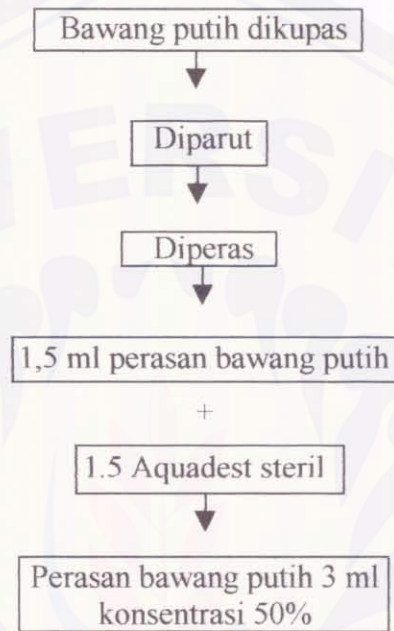 Bawang putih dikupas
Diparut
Diperas
1,5 ml perasan bawang putih
+
1.5 Aquadest steril
Perasan bawang putih 3 ml
konsentrasi 50%